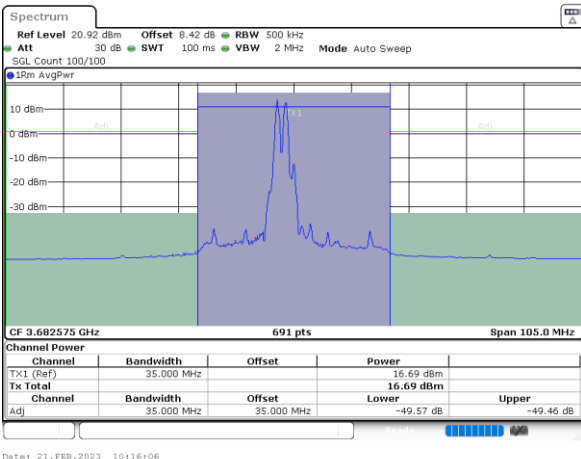 Spectrum
Ref Level 20.92 dBm Offset 8.42 dB RBW 500 kHz
Att 30 dB SWT 100 ms VBW 2 MHz Mode Auto Sweep
SGL Count 100/100
1Rm AvgPwr
10 dBm
TX1
0 dBm
Adj Adj
-10 dBm
-20 dBm
-30 dBm
CF 3.682575 GHz 691 pts Span 105.0 MHz
Channel Power
Channel Bandwidth Offset Power
TX1 (Ref) 35.000 MHz 16.69 dBm
Tx Total 16.69 dBm
Channel Bandwidth Offset Lower Upper
Adj 35.000 MHz 35.000 MHz -49.57 dB -49.46 dB
Ready
Date: 21.FEB.2023 10:16:06